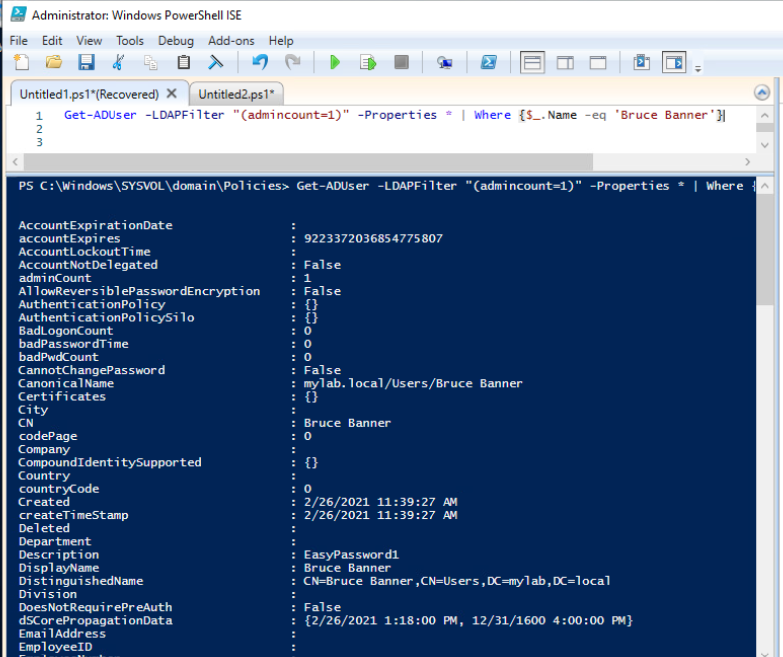 Administrator: Windows PowerShell ISE
File Edit View Tools Debug Add-ons Help
Untitled1.ps1*(Recovered) X Untitled2.ps1*
1 Get-ADUser -LDAPFilter "(admincount=1)" -Properties * | Where {$_.Name -eq 'Bruce Banner'}
2
3
PS C:\Windows\SYSVOL\domain\Policies> Get-ADUser -LDAPFilter "(admincount=1)" -Properties * | Where {
AccountExpirationDate :
accountExpires : 9223372036854775807
AccountLockoutTime :
AccountNotDelegated : False
adminCount : 1
AllowReversiblePasswordEncryption : False
AuthenticationPolicy : {}
AuthenticationPolicySilo : {}
BadLogonCount : 0
badPasswordTime : 0
badPwdCount : 0
CannotChangePassword : False
CanonicalName : mylab.local/Users/Bruce Banner
Certificates : {}
City :
CN : Bruce Banner
codePage : 0
Company :
CompoundIdentitySupported : {}
Country :
countryCode : 0
Created : 2/26/2021 11:39:27 AM
createTimeStamp : 2/26/2021 11:39:27 AM
Deleted :
Department :
Description : EasyPassword1
DisplayName : Bruce Banner
DistinguishedName : CN=Bruce Banner,CN=Users,DC=mylab,DC=local
Division :
DoesNotRequirePreAuth : False
dSCorePropagationData : {2/26/2021 1:18:00 PM, 12/31/1600 4:00:00 PM}
EmailAddress :
EmployeeID :